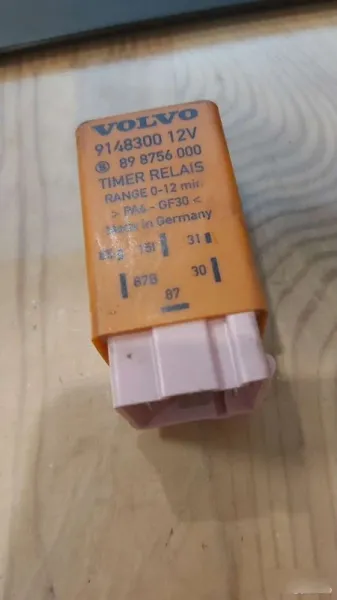 VOLVO
9148300 12V
S 89 8756 000
TIMER RELAIS
RANGE 0-12 min.
> PA6 - GF30 <
Made in Germany
15I 31
87B 30
87